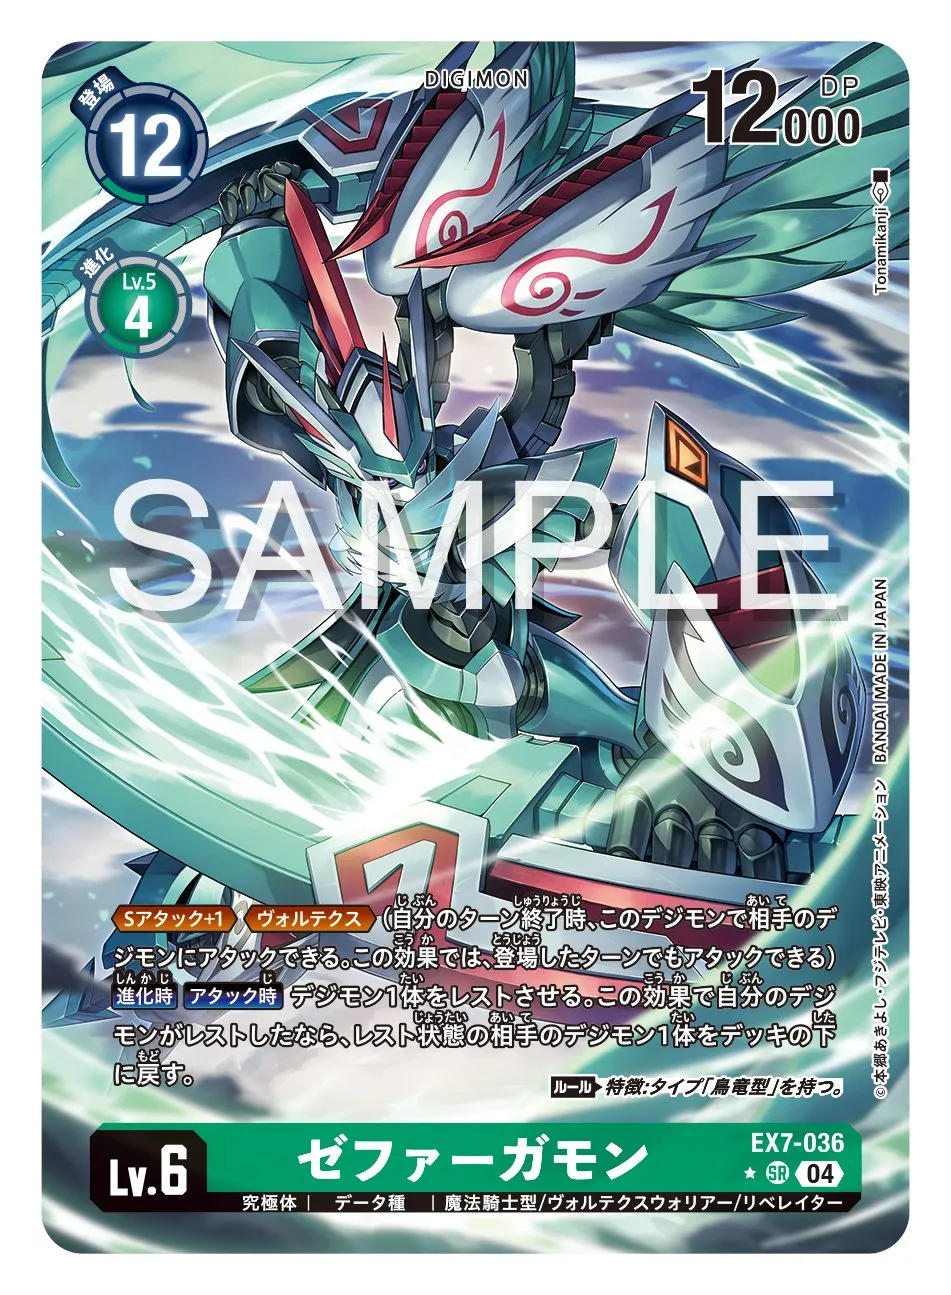 登場
12
DIGIMON
12000 DP
進化
Lv.5
4
Tonamikanji
SAMPLE
Sアタック+1 ヴォルテクス (自分のターン終了時、このデジモンで相手のデ
ジモンにアタックできる。この効果では、登場したターンでもアタックできる)
進化時 アタック時 デジモン1体をレストさせる。この効果で自分のデジ
モンがレストしたなら、レスト状態の相手のデジモン1体をデッキの下
に戻す。
ルール 特徴:タイプ「鳥竜型」を持つ。
©本郷あきよし・フジテレビ・東映アニメーション BANDAI MADE IN JAPAN
Lv.6
ゼファーガモン
EX7-036
SR 04
究極体 | データ種 | 魔法騎士型/ヴォルテクスウォリアー/リベレイター